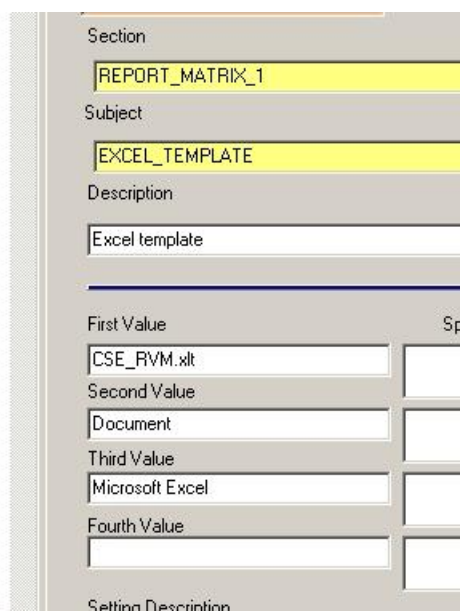 Section
REPORT_MATRIX_1
Subject
EXCEL_TEMPLATE
Description
Excel template
First Value
Sp
CSE_RVM.xlt
Second Value
Document
Third Value
Microsoft Excel
Fourth Value
Setting Description